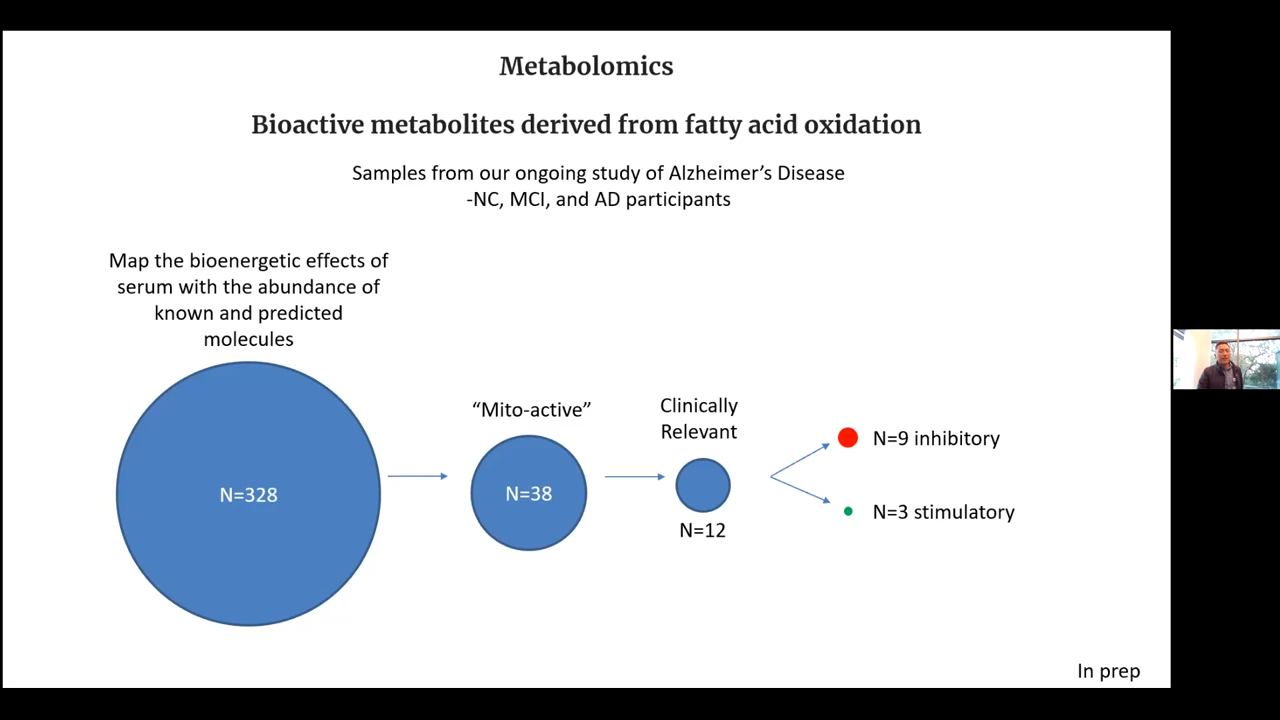 Metabolomics
Bioactive metabolites derived from fatty acid oxidation
Samples from our ongoing study of Alzheimer’s Disease
-NC, MCI, and AD participants
Map the bioenergetic effects of
serum with the abundance of
known and predicted
molecules
N=328
“Mito-active”
N=38
Clinically
Relevant
N=12
N=9 inhibitory
N=3 stimulatory
In prep